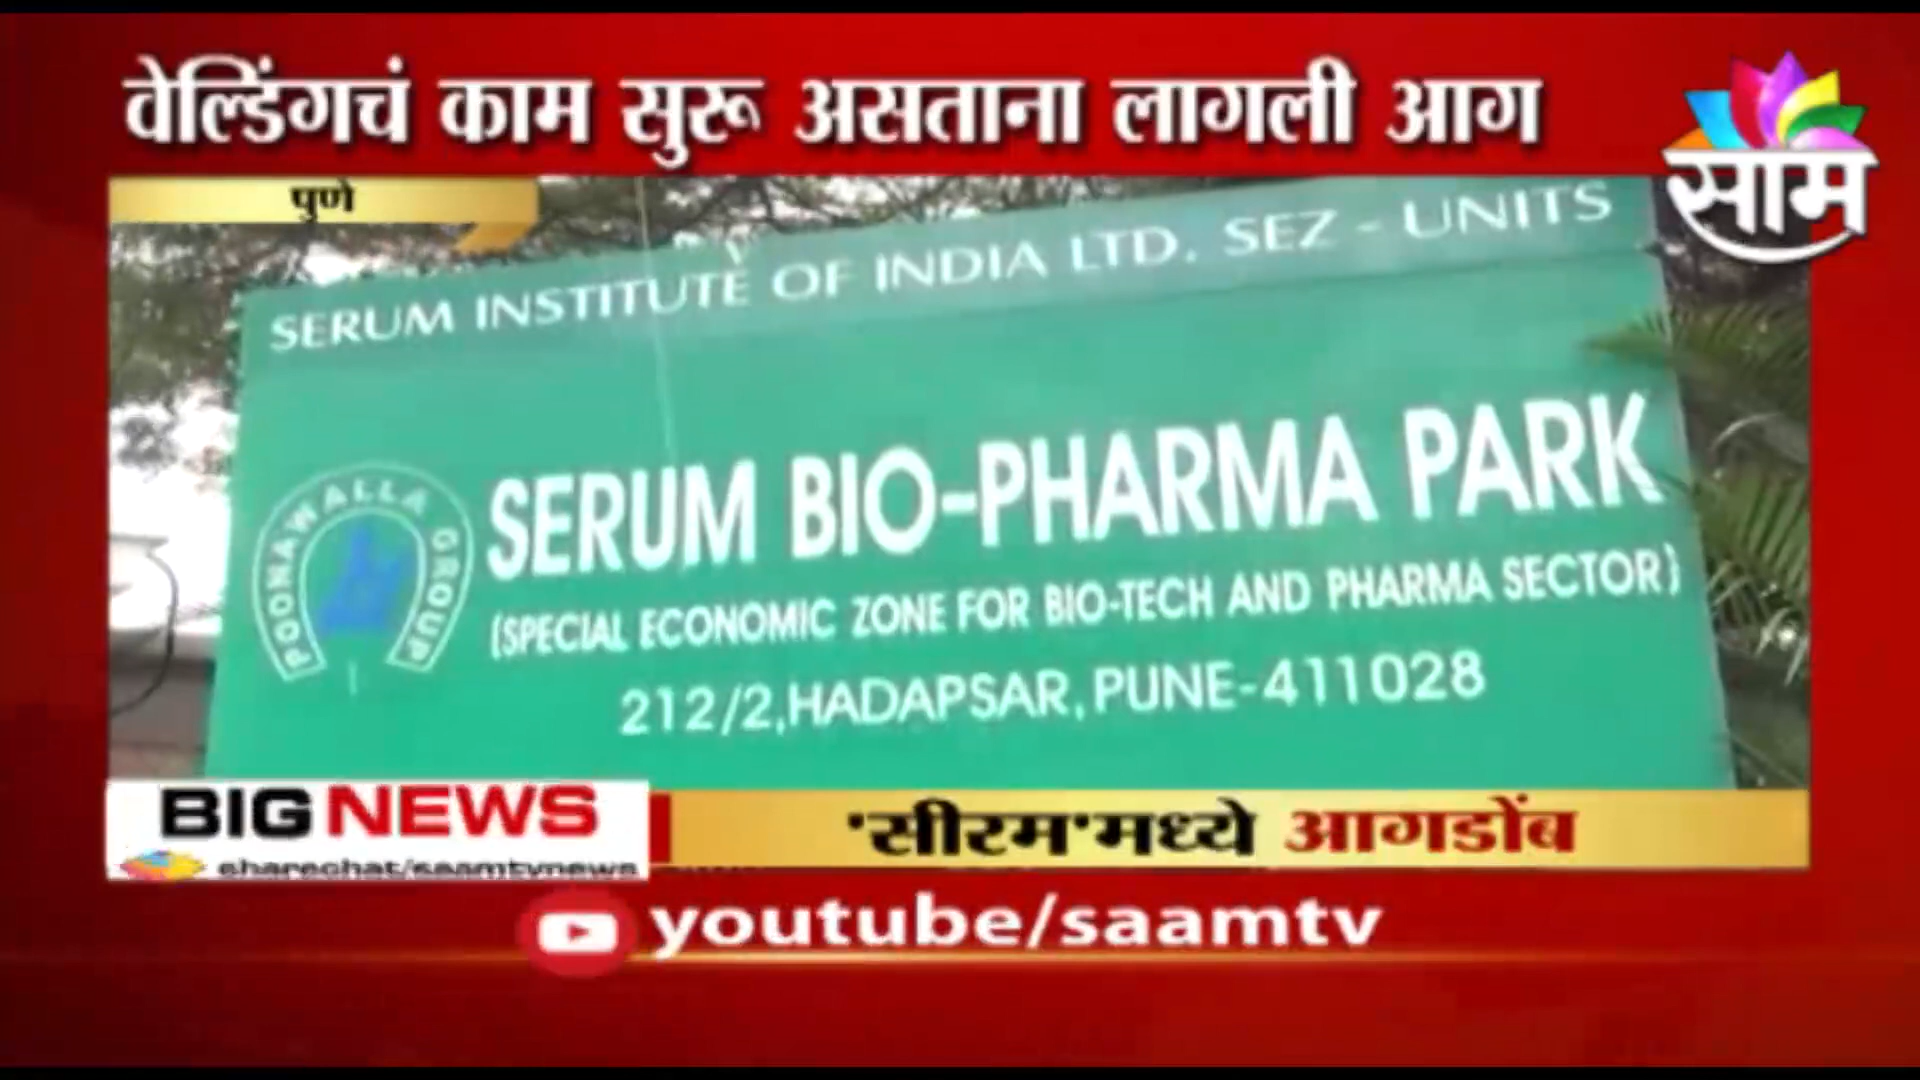 वेल्डिंगचं काम सुरू असताना लागली आग
साम
पुणे
SERUM INSTITUTE OF INDIA LTD. SEZ - UNITS
POONAWALLA GROUP
SERUM BIO-PHARMA PARK
(SPECIAL ECONOMIC ZONE FOR BIO-TECH AND PHARMA SECTOR)
212/2,HADAPSAR, PUNE-411028
BIG NEWS
'सीरम'मध्ये आगडोंब
sharechat/saamtvnews
youtube/saamtv